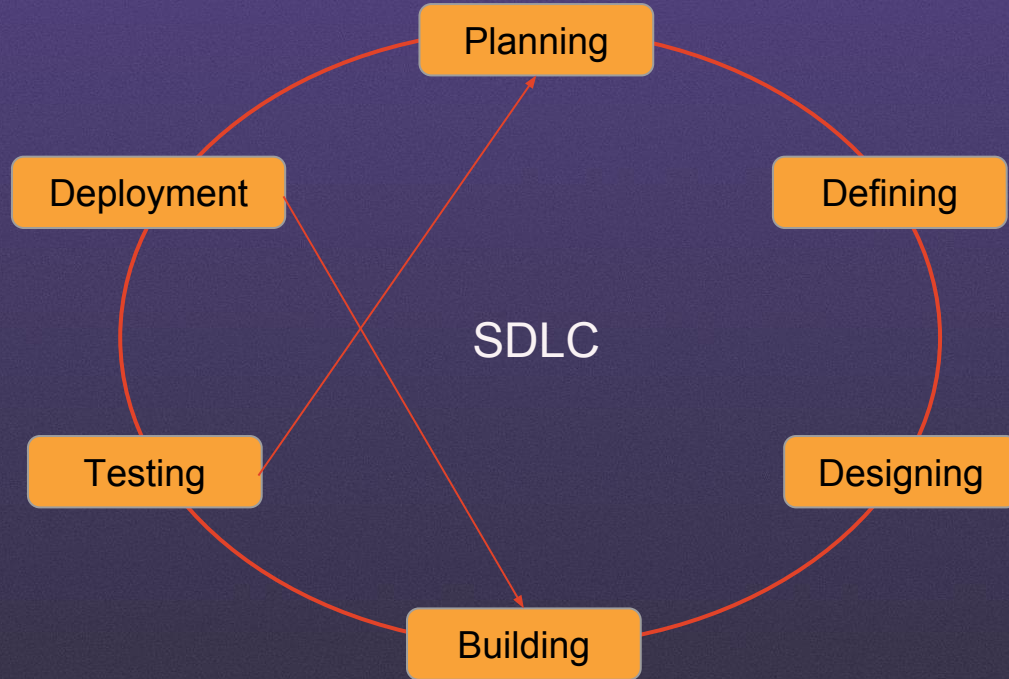 Planning
Deployment
Defining
SDLC
Testing
Designing
Building